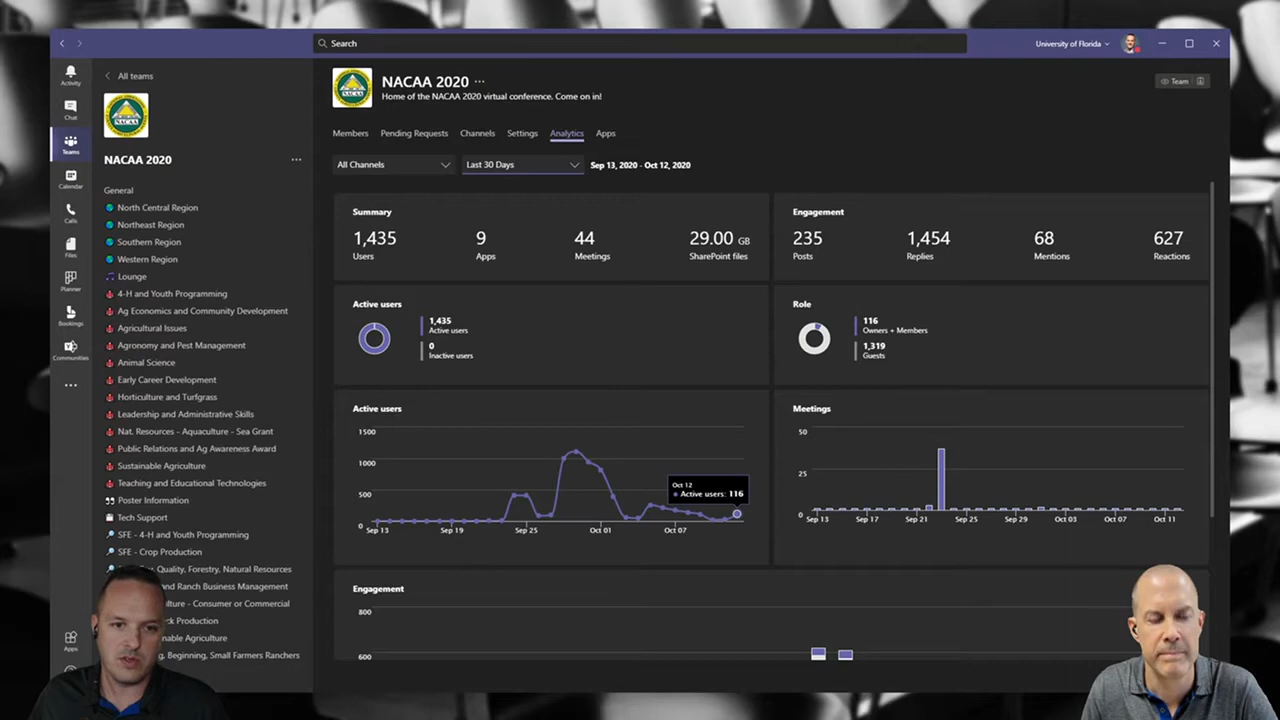 Search
University of Florida
Activity
Chat
Teams
Calendar
Calls
Files
Planner
Bookings
Communities
Apps
All teams
NACAA
NACAA 2020
General
North Central Region
Northeast Region
Southern Region
Western Region
Lounge
4-H and Youth Programming
Ag Economics and Community Development
Agricultural Issues
Agronomy and Pest Management
Animal Science
Early Career Development
Horticulture and Turfgrass
Leadership and Administrative Skills
Nat. Resources - Aquaculture - Sea Grant
Public Relations and Ag Awareness Award
Sustainable Agriculture
Teaching and Educational Technologies
Poster Information
Tech Support
SFE - 4-H and Youth Programming
SFE - Crop Production
Quality, Forestry, Natural Resources
and Ranch Business Management
culture - Consumer or Commercial
ck Production
nable Agriculture
g, Beginning, Small Farmers Ranchers
NACAA
NACAA 2020 ...
Home of the NACAA 2020 virtual conference. Come on in!
Team
Members Pending Requests Channels Settings Analytics Apps
All Channels Last 30 Days Sep 13, 2020 - Oct 12, 2020
Summary
1,435 9 44 29.00 GB
Users Apps Meetings SharePoint files
Engagement
235 1,454 68 627
Posts Replies Mentions Reactions
Active users
1,435
Active users
0
Inactive users
Role
116
Owners + Members
1,319
Guests
Active users
1500
1000
500
0
Oct 12
Active users: 116
Sep 13 Sep 19 Sep 25 Oct 01 Oct 07
Meetings
50
25
0
Sep 13 Sep 17 Sep 21 Sep 25 Sep 29 Oct 03 Oct 07 Oct 11
Engagement
800
600